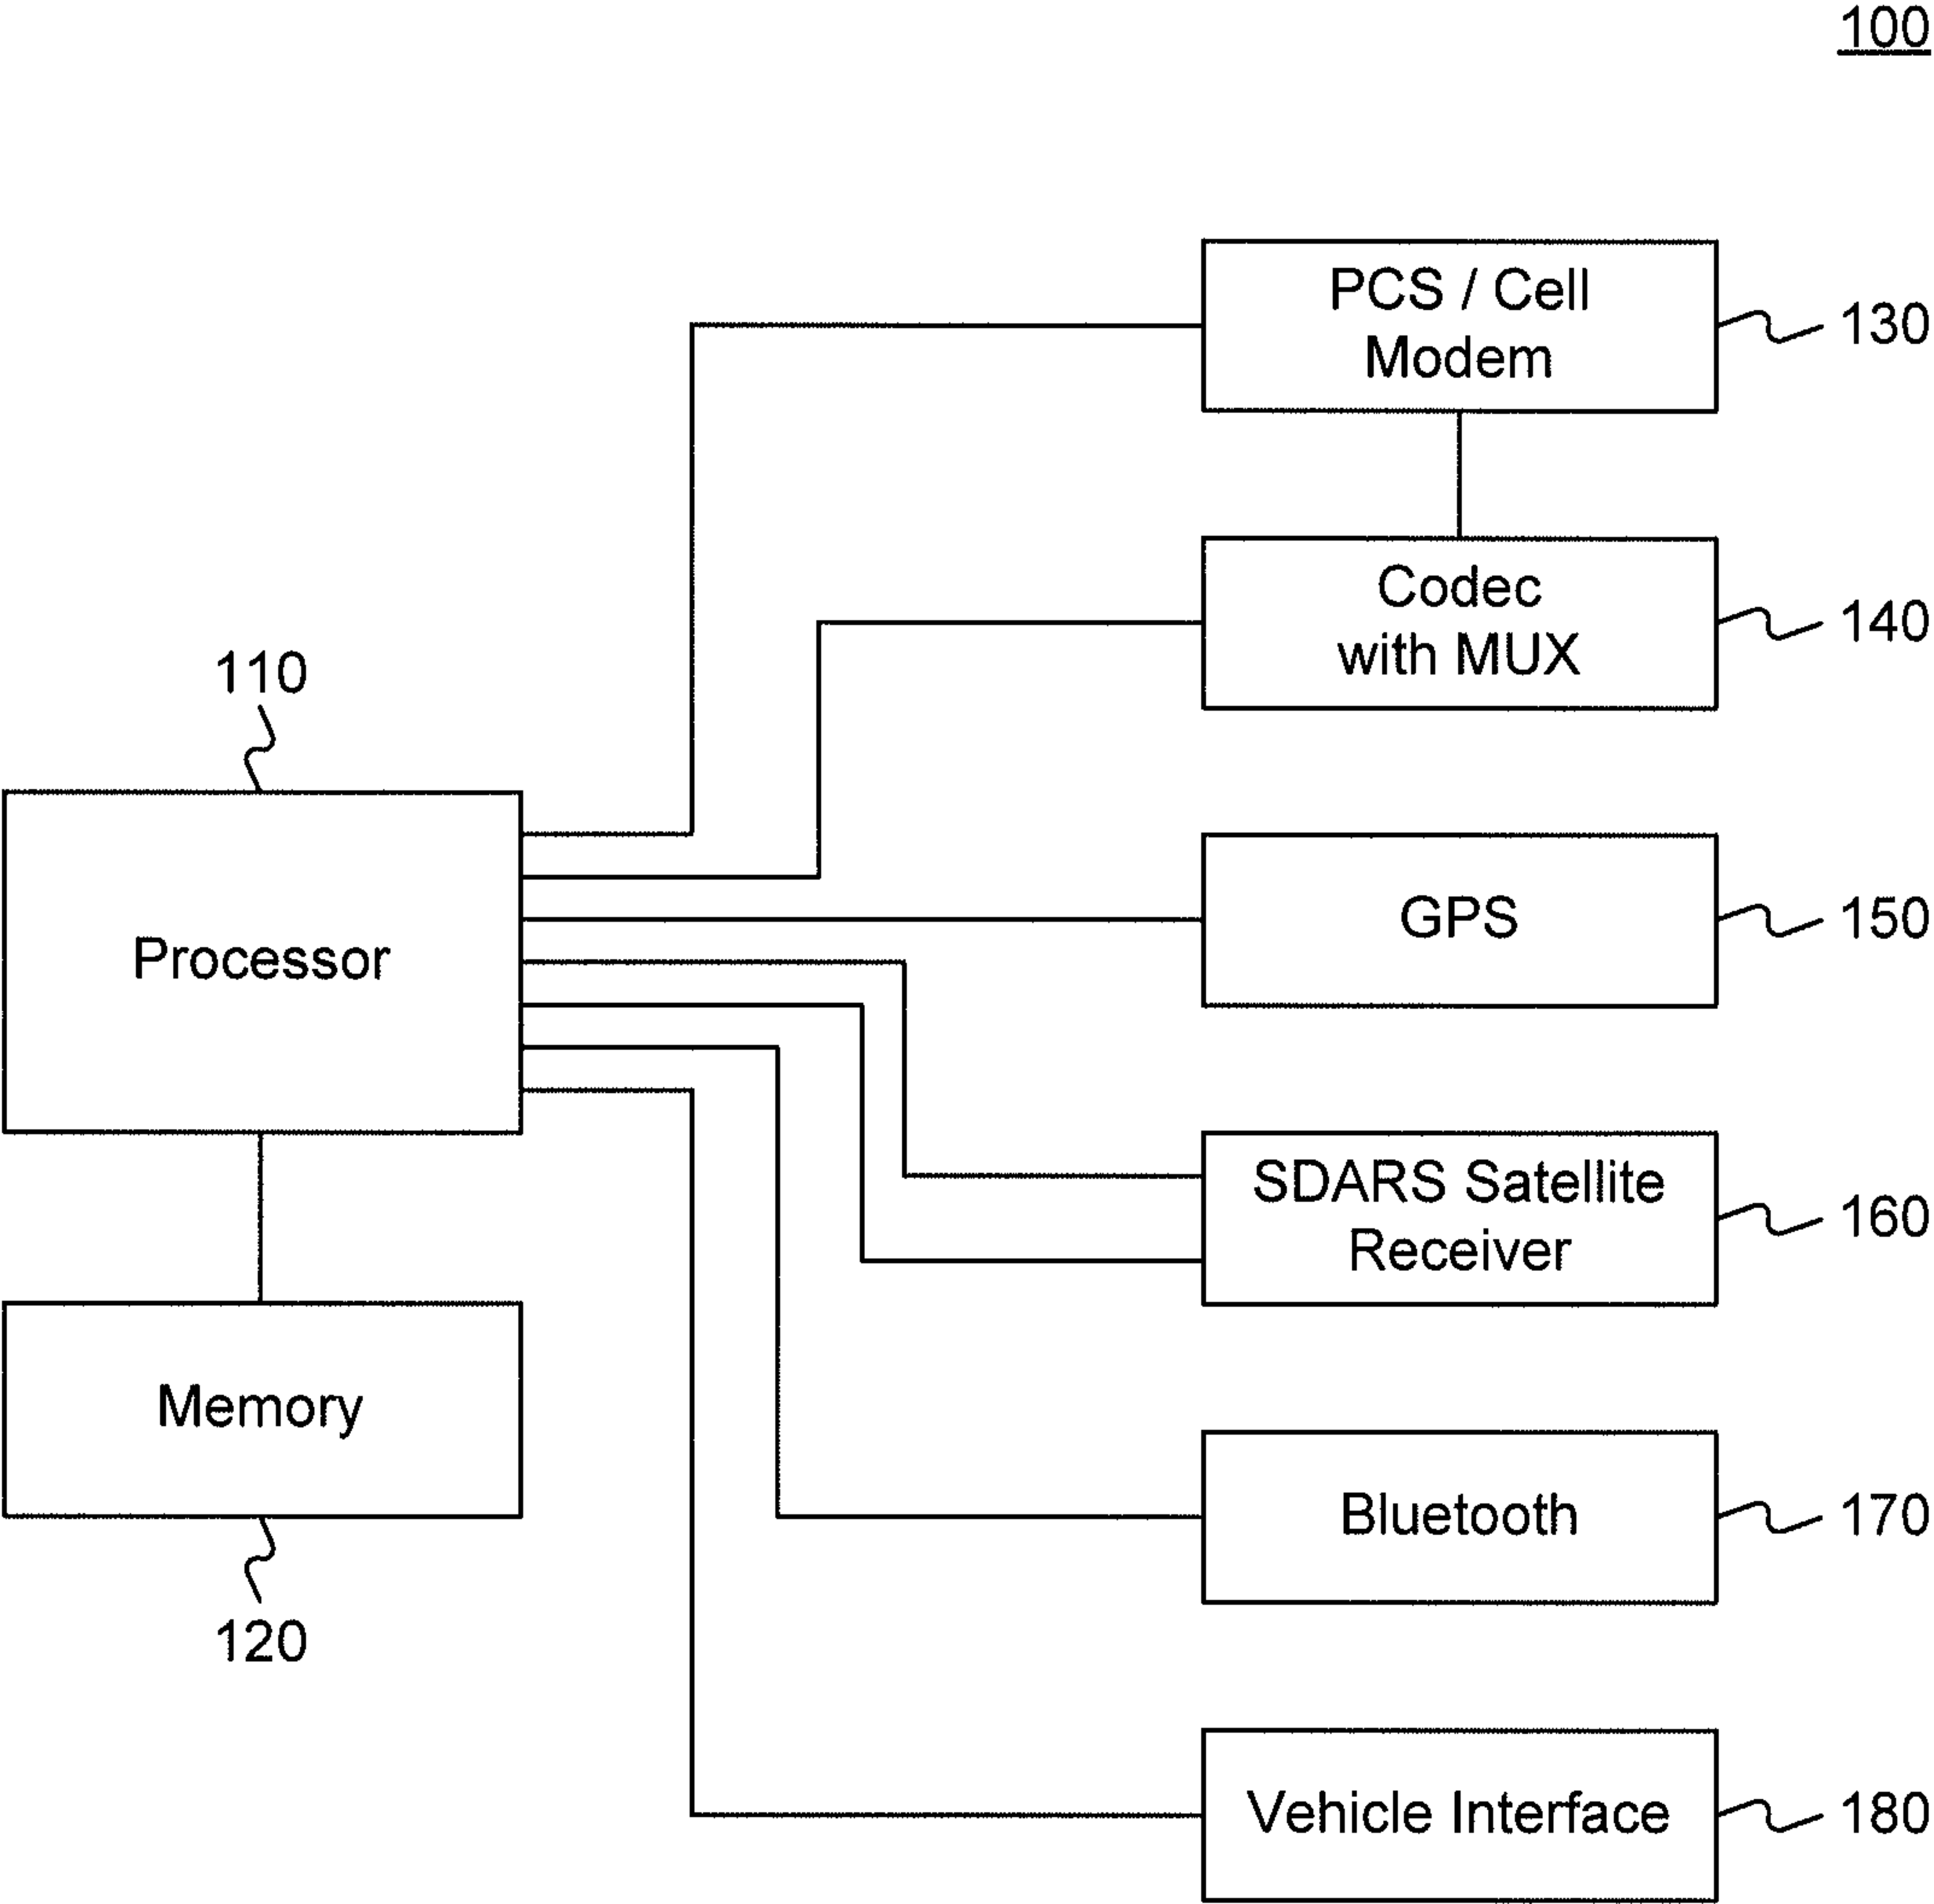 100
PCS / Cell
Modem
130
Codec
with MUX
140
110
Processor
GPS
150
SDARS Satellite
Receiver
160
Memory
120
Bluetooth
170
Vehicle Interface
180